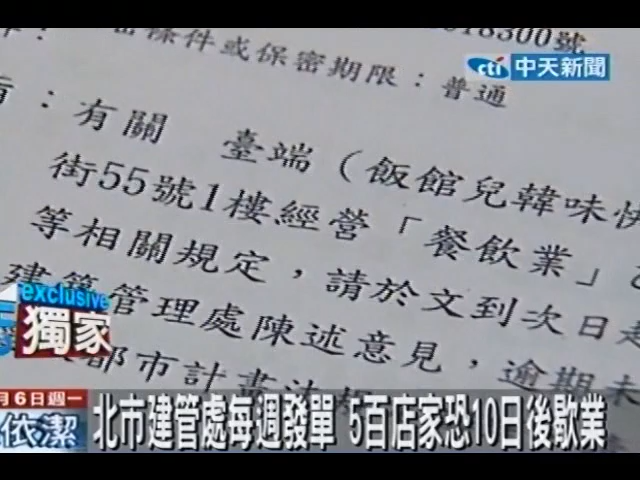 8300號
條件或保密期限：普通
cti 中天新聞
：有關 臺端（飯館兒韓味快
街55號1樓經營「餐飲業」
等相關規定，請於文到次日起
建築管理處陳述意見，逾期未
都市計畫法
exclusive
獨家
月6日週一
依潔
北市建管處每週發單 5百店家恐10日後歇業